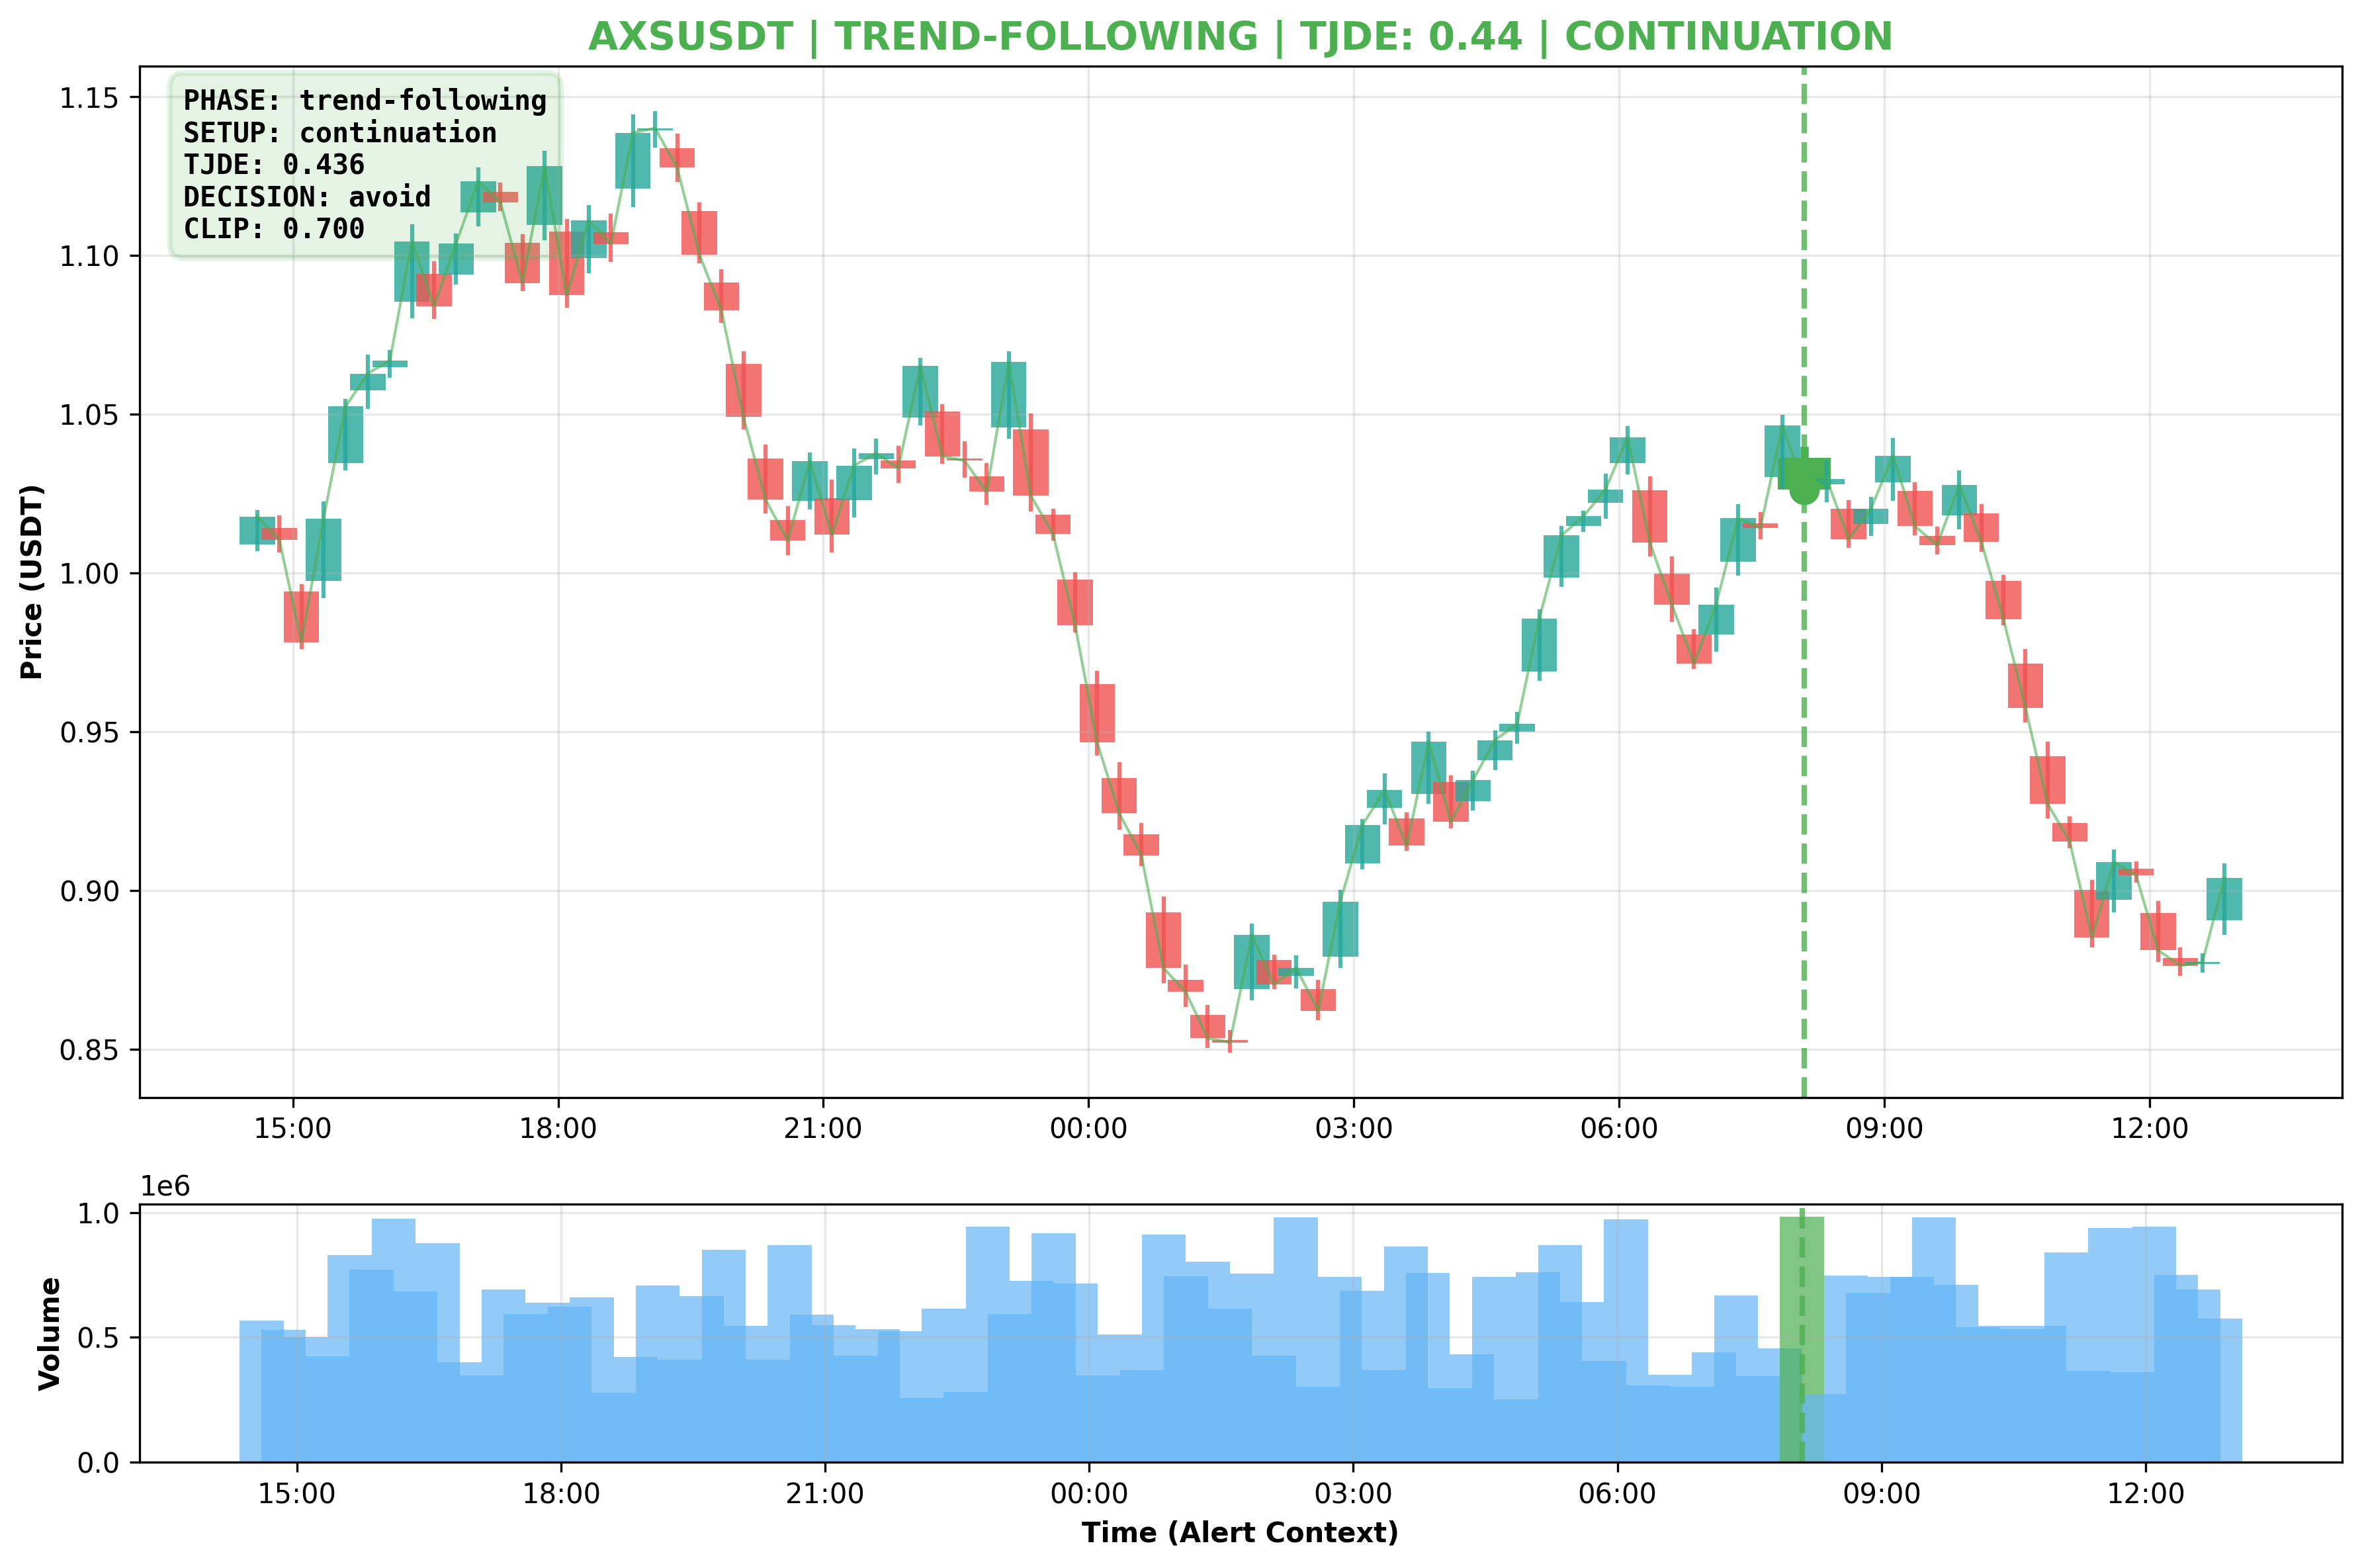 AXSUSDT | TREND-FOLLOWING | TJDE: 0.44 | CONTINUATION
PHASE: trend-following
SETUP: continuation
TJDE: 0.436
DECISION: avoid
CLIP: 0.700
Price (USDT)
1.15
1.10
1.05
1.00
0.95
0.90
0.85
15:00 18:00 21:00 00:00 03:00 06:00 09:00 12:00
1e6
Volume
1.0
0.5
0.0
15:00 18:00 21:00 00:00 03:00 06:00 09:00 12:00
Time (Alert Context)